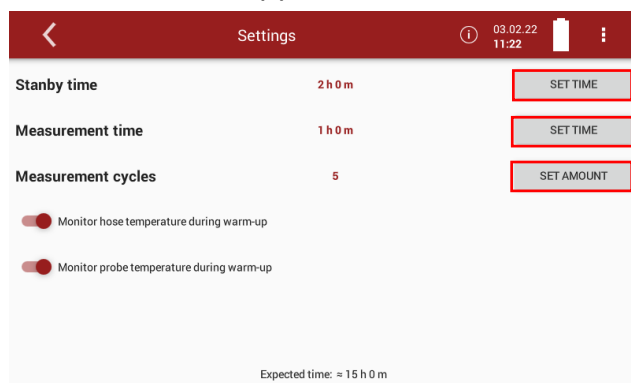 Settings
03.02.22
11:22
Stanby time 2 h 0 m SET TIME
Measurement time 1 h 0 m SET TIME
Measurement cycles 5 SET AMOUNT
Monitor hose temperature during warm-up
Monitor probe temperature during warm-up
Expected time: ≈ 15 h 0 m